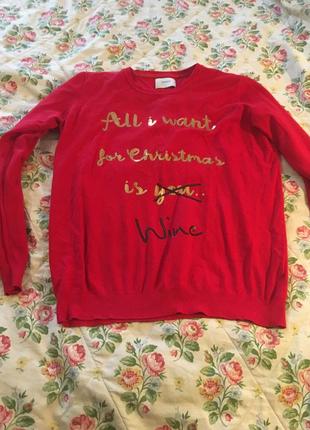 All i want
for Christmas
is you..
Wine